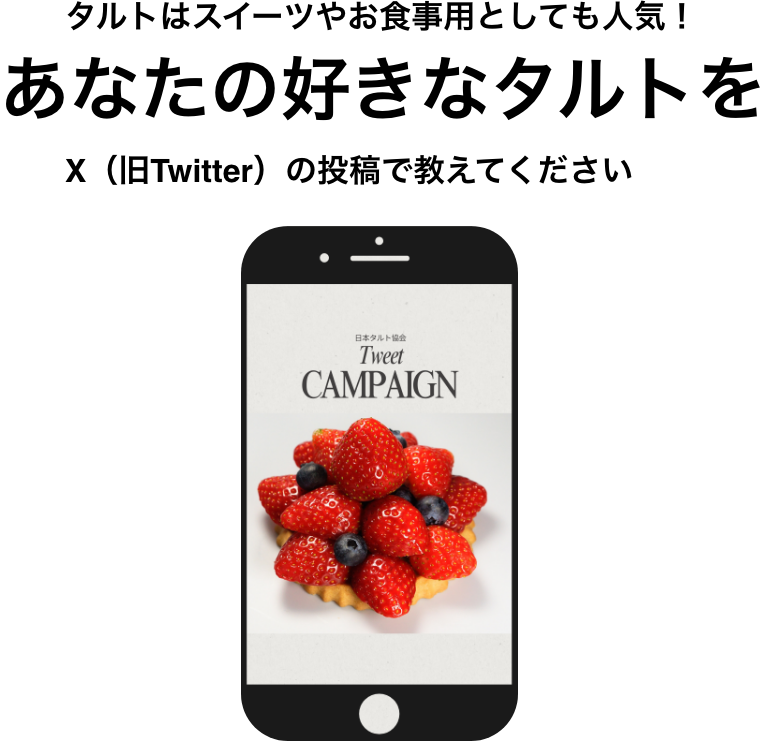 タルトはスイーツやお食事用としても人気！
あなたの好きなタルトを
X（旧Twitter）の投稿で教えてください
日本タルト協会
Tweet
CAMPAIGN